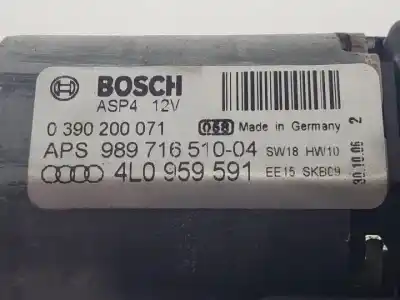 BOSCH
ASP4 12V
0 390 200 071 Made in Germany
APS 989 716 510-04 SW18 HW10
4L0 959 591 EE15 SKB09
30.10.06 2